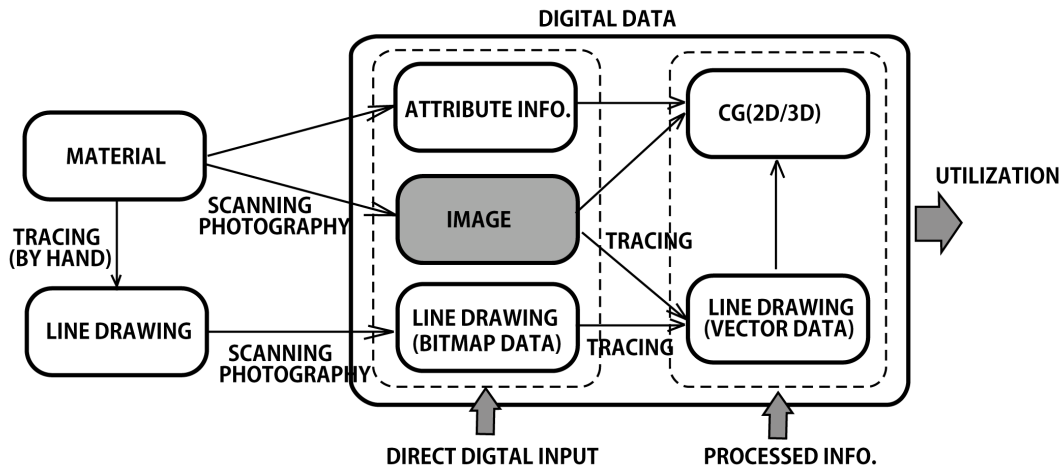 DIGITAL DATA
ATTRIBUTE INFO.
CG(2D/3D)
MATERIAL
UTILIZATION
SCANNING
PHOTOGRAPHY
IMAGE
TRACING
(BY HAND)
TRACING
LINE DRAWING
LINE DRAWING
(BITMAP DATA)
LINE DRAWING
(VECTOR DATA)
TRACING
SCANNING
PHOTOGRAPHY
DIRECT DIGTAL INPUT
PROCESSED INFO.